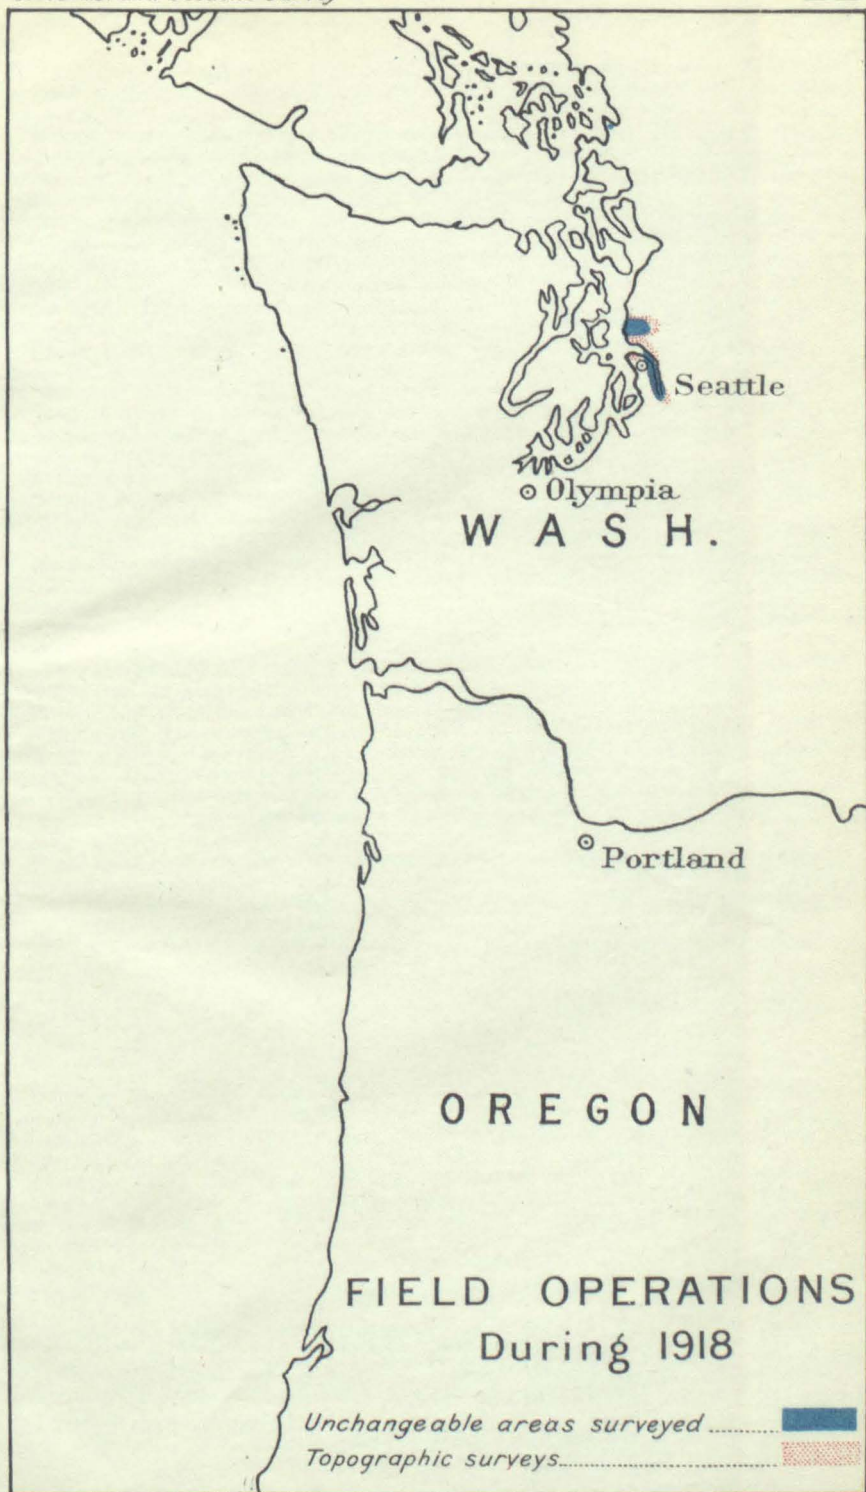 Seattle
Olympia
WASH.
Portland
OREGON
FIELD OPERATIONS
During 1918
Unchangeable areas surveyed
Topographic surveys